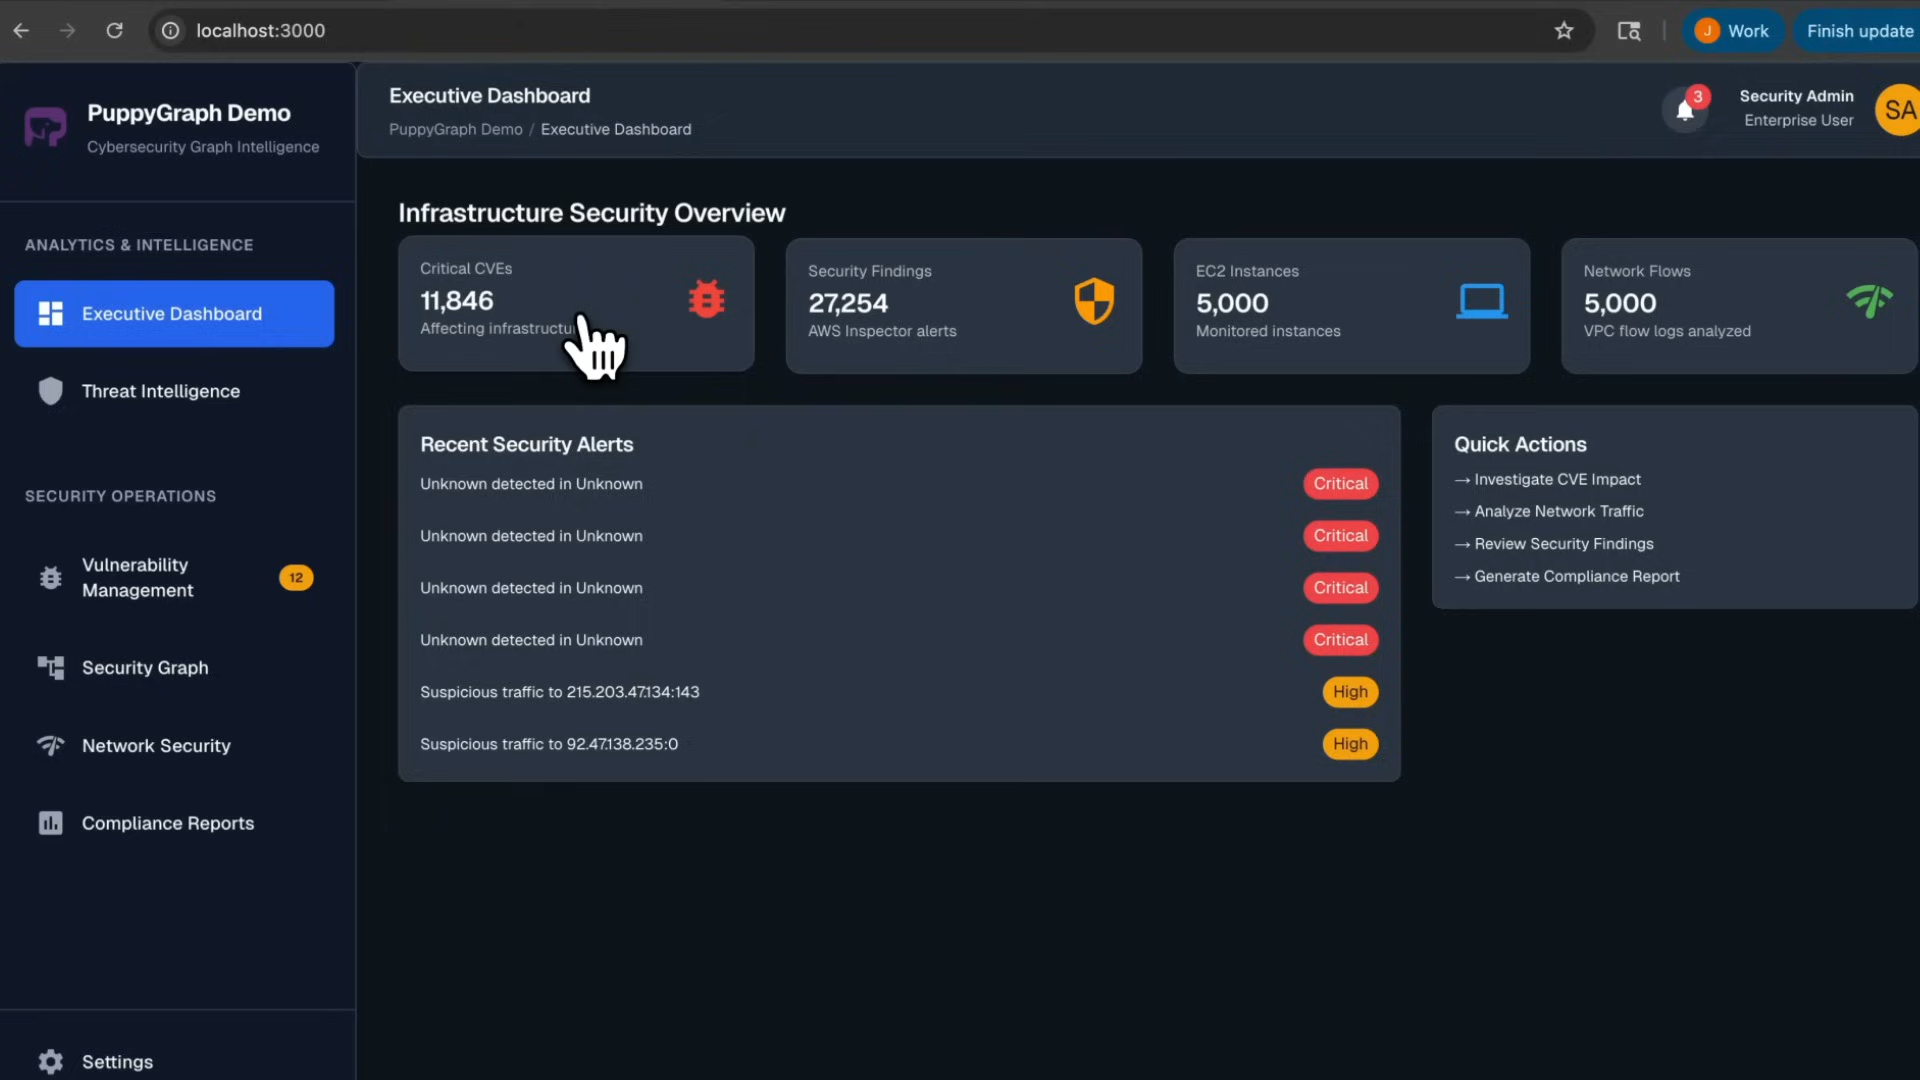 localhost:3000
J
Work
Finish update
PuppyGraph Demo
Cybersecurity Graph Intelligence
ANALYTICS & INTELLIGENCE
Executive Dashboard
Threat Intelligence
SECURITY OPERATIONS
Vulnerability
Management
12
Security Graph
Network Security
Compliance Reports
Settings
Executive Dashboard
PuppyGraph Demo / Executive Dashboard
3
Security Admin
Enterprise User
SA
Infrastructure Security Overview
Critical CVEs
11,846
Affecting
Security Findings
27,254
AWS Inspector alerts
EC2 Instances
5,000
Monitored instances
Network Flows
5,000
VPC flow logs analyzed
Recent Security Alerts
Unknown detected in Unknown
Critical
Unknown detected in Unknown
Critical
Unknown detected in Unknown
Critical
Unknown detected in Unknown
Critical
Suspicious traffic to 215.203.47.134:143
High
Suspicious traffic to 92.47.138.235:0
High
Quick Actions
→ Investigate CVE Impact
→ Analyze Network Traffic
→ Review Security Findings
→ Generate Compliance Report